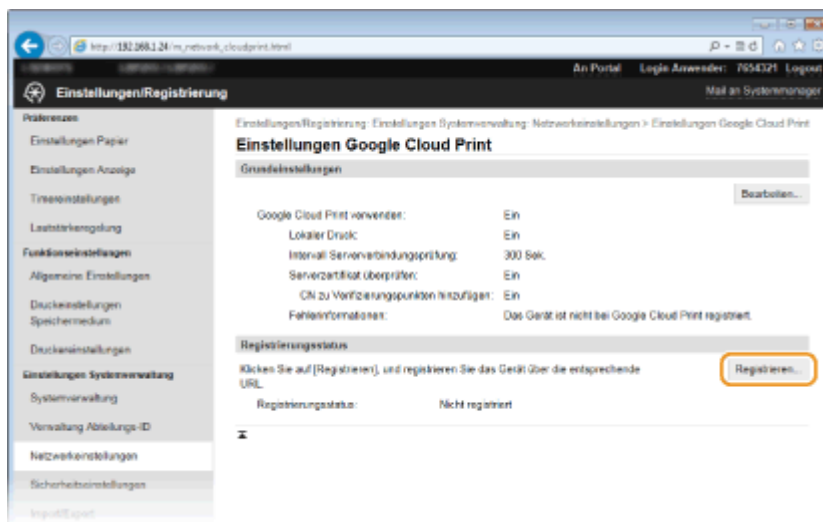 http://192.168.1.24/m_network_cloudprint.html
An Portal Login Anwender: 7654321 Logout
Einstellungen/Registrierung
Mail an Systemmanager
Präferenzen
Einstellungen Papier
Einstellungen Anzeige
Timereinstellungen
Lautstärkeregelung
Funktionseinstellungen
Allgemeine Einstellungen
Druckeinstellungen
Speichermedium
Druckereinstellungen
Einstellungen Systemverwaltung
Systemverwaltung
Verwaltung Abteilungs-ID
Netzwerkeinstellungen
Sicherheitseinstellungen
Import/Export
Einstellungen/Registrierung: Einstellungen Systemverwaltung: Netzwerkeinstellungen > Einstellungen Google Cloud Print
Einstellungen Google Cloud Print
Grundeinstellungen
Bearbeiten...
Google Cloud Print verwenden: Ein
Lokaler Druck: Ein
Intervall Serververbindungsprüfung: 300 Sek.
Serverzertifikat überprüfen: Ein
CN zu Verifizierungspunkten hinzufügen: Ein
Fehlerinformationen: Das Gerät ist nicht bei Google Cloud Print registriert.
Registrierungsstatus
Klicken Sie auf [Registrieren], und registrieren Sie das Gerät über die entsprechende
URL.
Registrieren...
Registrierungsstatus: Nicht registriert